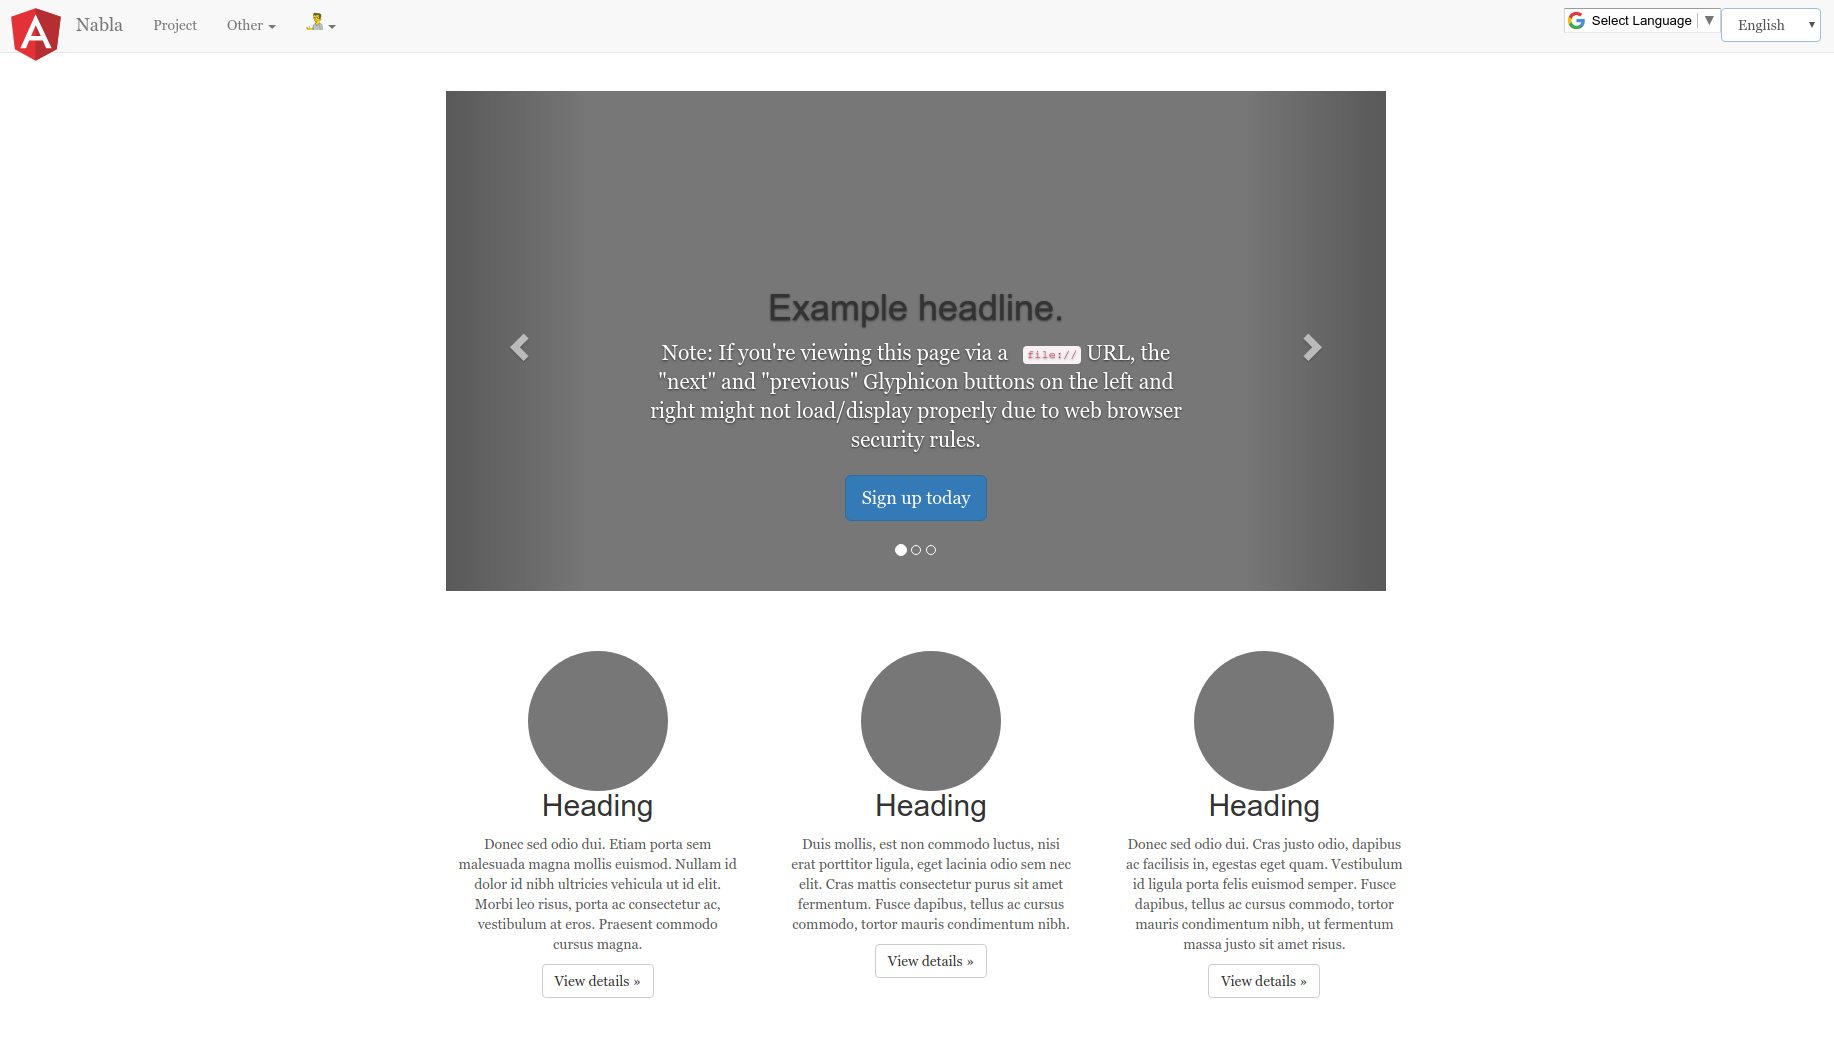 Nabla Project Other Select Language ▼ English
Example headline.
Note: If you're viewing this page via a file:// URL, the
"next" and "previous" Glyphicon buttons on the left and
right might not load/display properly due to web browser
security rules.
Sign up today
Heading
Donec sed odio dui. Etiam porta sem
malesuada magna mollis euismod. Nullam id
dolor id nibh ultricies vehicula ut id elit.
Morbi leo risus, porta ac consectetur ac,
vestibulum at eros. Praesent commodo
cursus magna.
View details »
Heading
Duis mollis, est non commodo luctus, nisi
erat porttitor ligula, eget lacinia odio sem nec
elit. Cras mattis consectetur purus sit amet
fermentum. Fusce dapibus, tellus ac cursus
commodo, tortor mauris condimentum nibh.
View details »
Heading
Donec sed odio dui. Cras justo odio, dapibus
ac facilisis in, egestas eget quam. Vestibulum
id ligula porta felis euismod semper. Fusce
dapibus, tellus ac cursus commodo, tortor
mauris condimentum nibh, ut fermentum
massa justo sit amet risus.
View details »